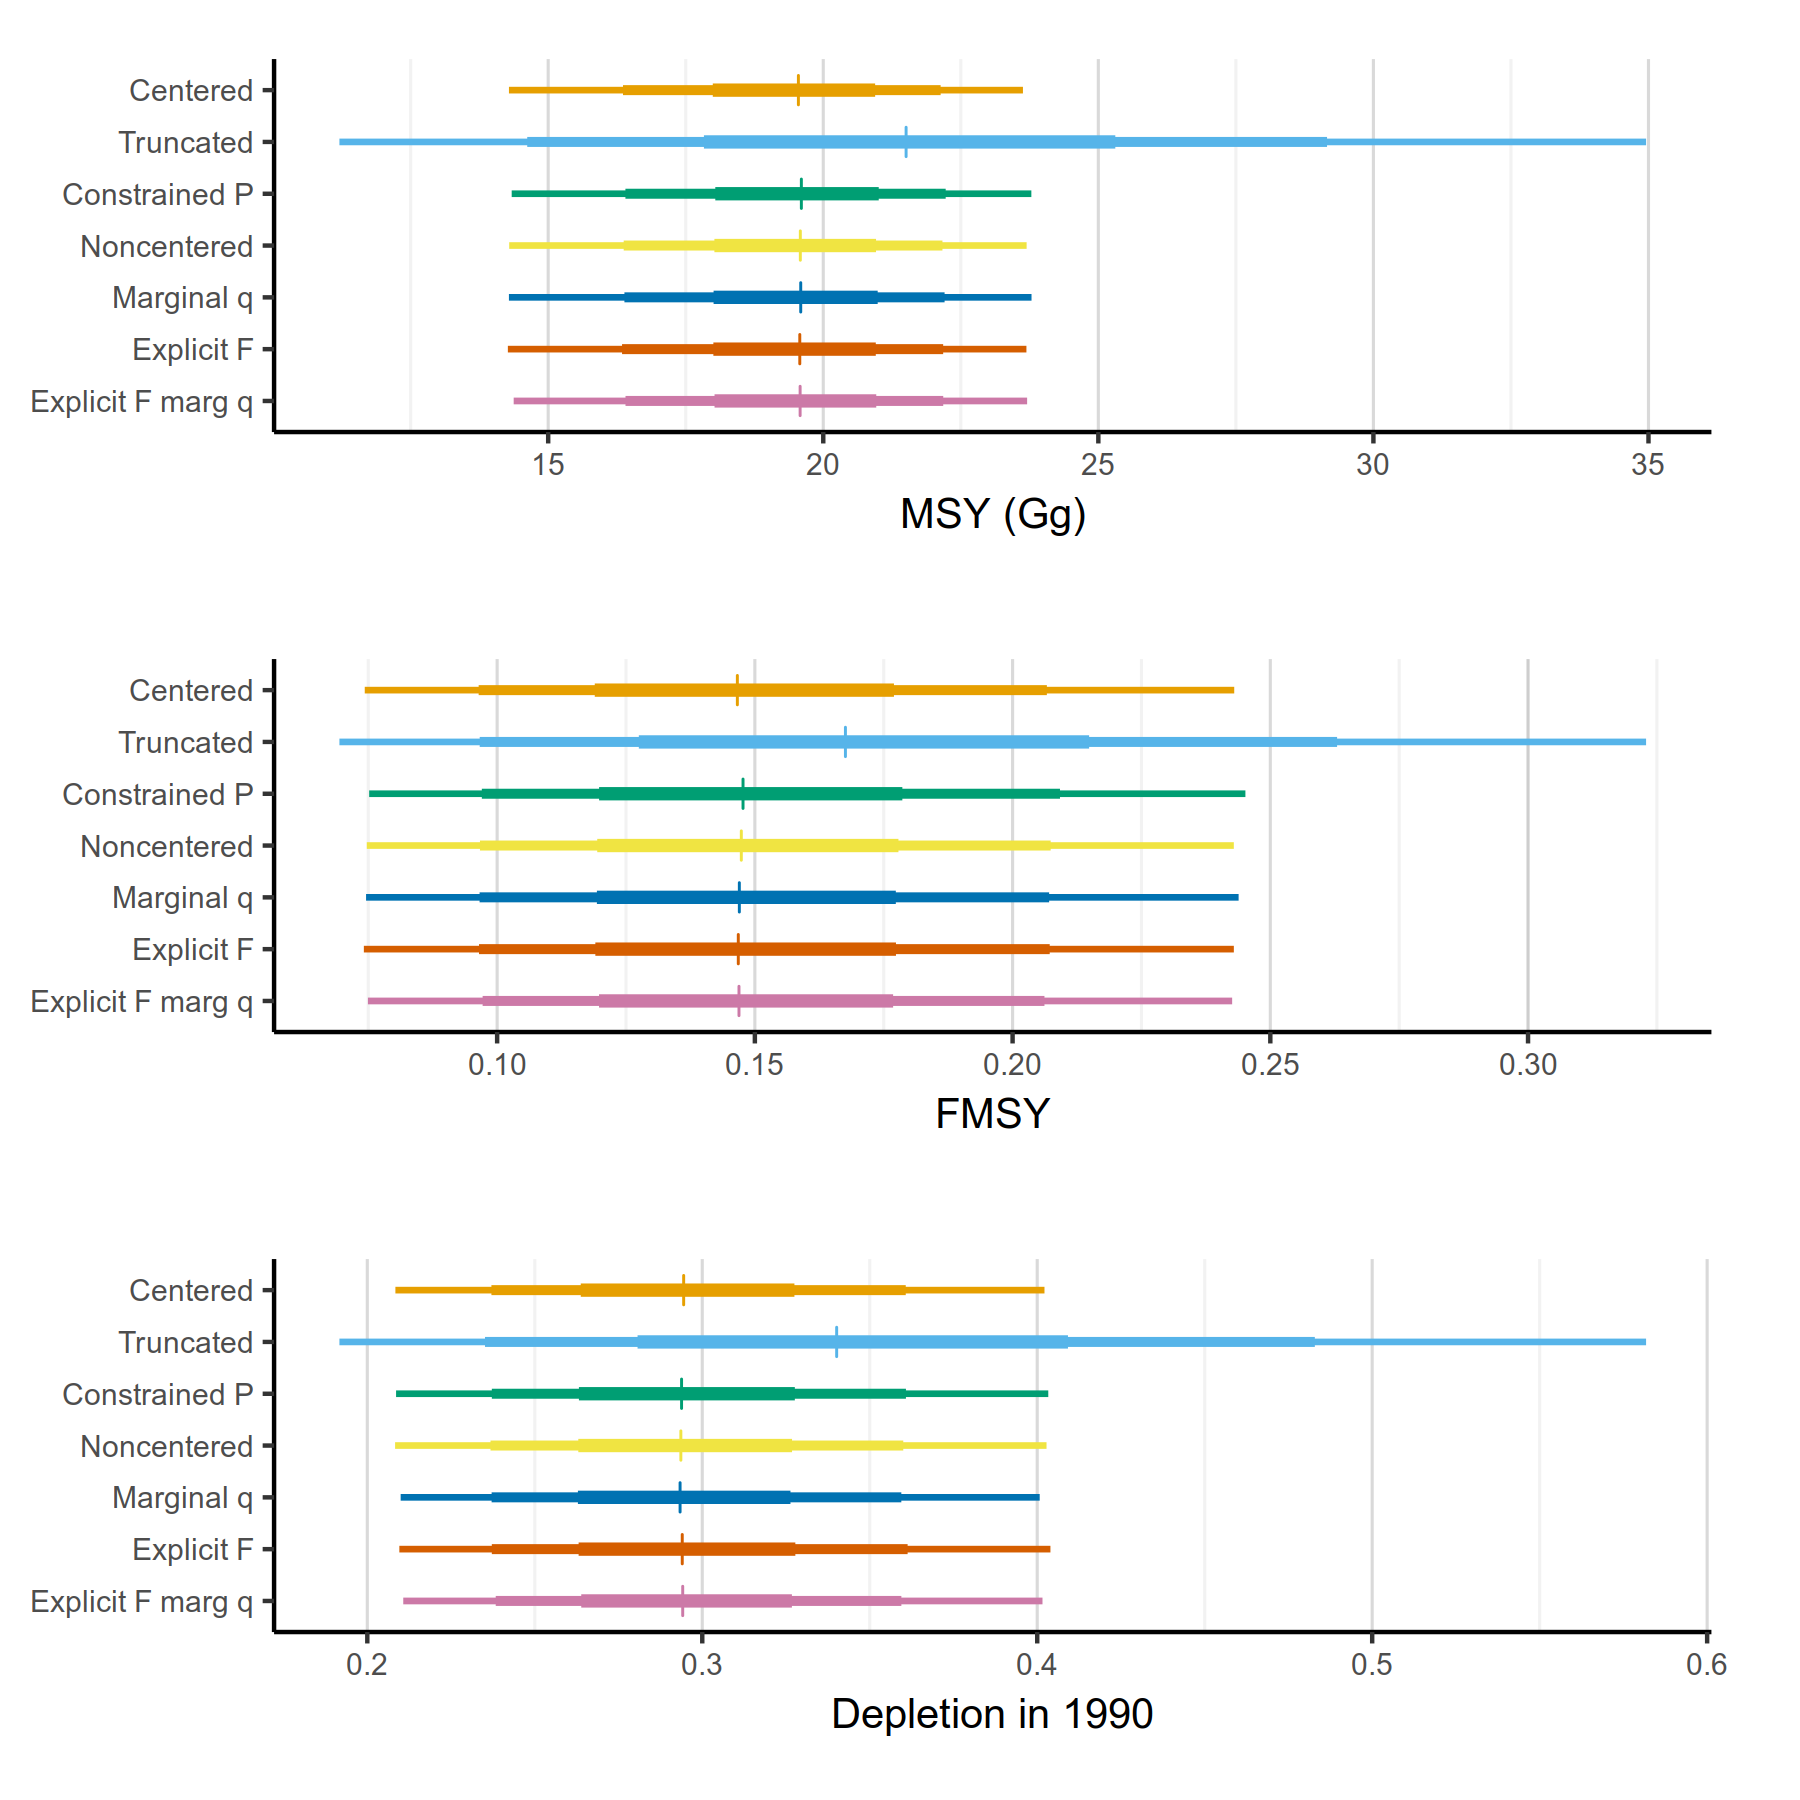 Centered
Truncated
Constrained P
Noncentered
Marginal q
Explicit F
Explicit F marg q
15 20 25 30 35
MSY (Gg)
Centered
Truncated
Constrained P
Noncentered
Marginal q
Explicit F
Explicit F marg q
0.10 0.15 0.20 0.25 0.30
FMSY
Centered
Truncated
Constrained P
Noncentered
Marginal q
Explicit F
Explicit F marg q
0.2 0.3 0.4 0.5 0.6
Depletion in 1990